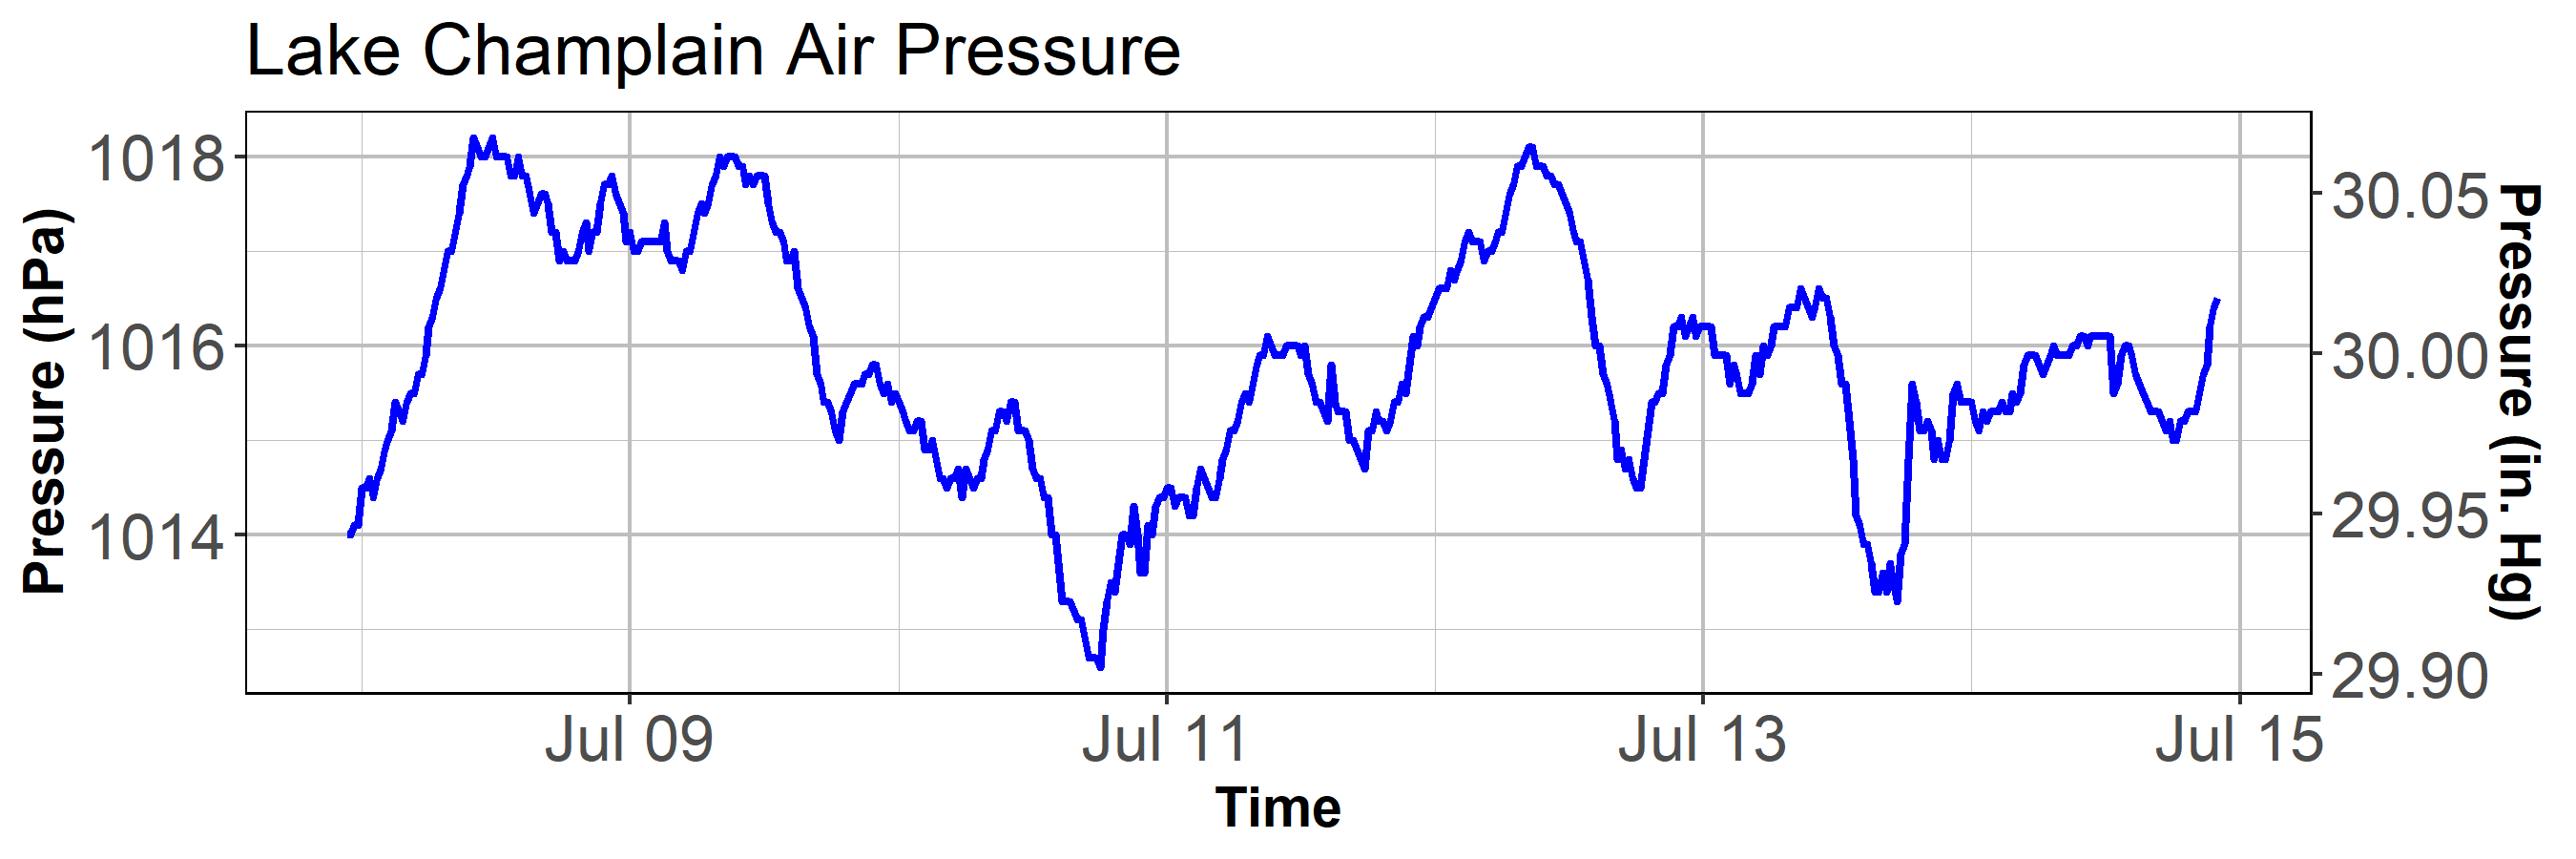 Lake Champlain Air Pressure
Pressure (hPa)
1018
1016
1014
30.05
30.00
29.95
29.90
Pressure (in. Hg)
Jul 09
Jul 11
Jul 13
Jul 15
Time